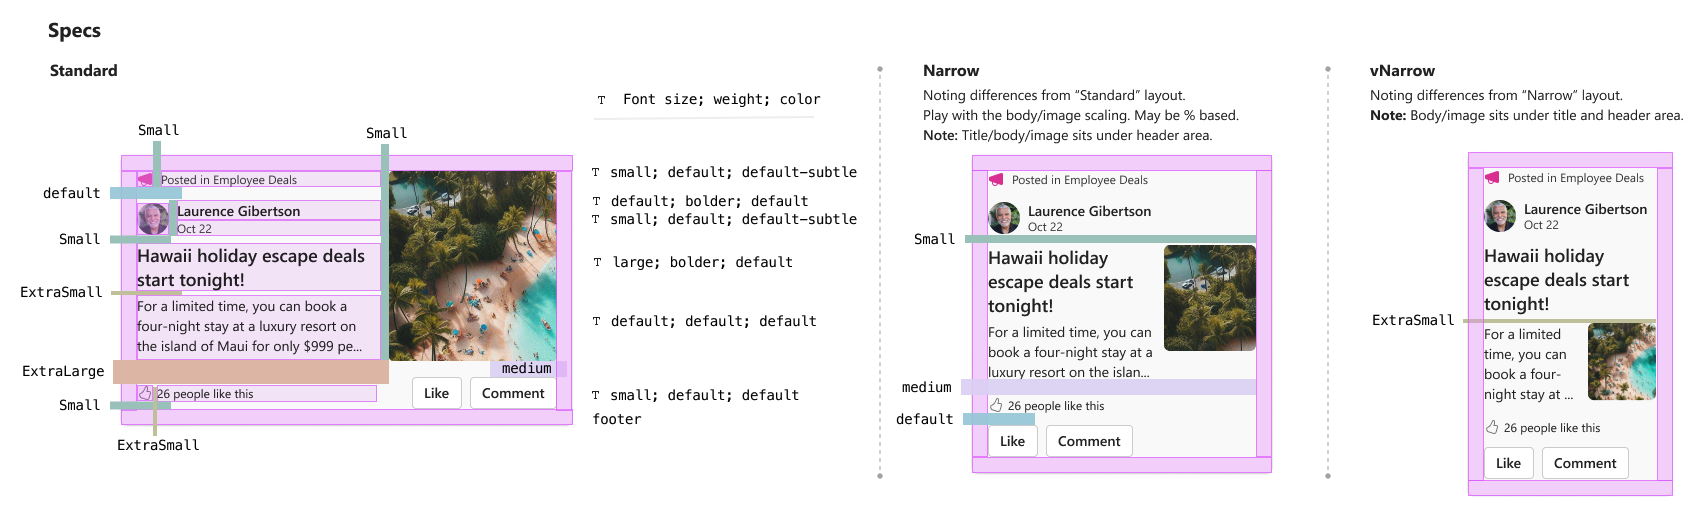 Specs
Standard
T Font size; weight; color
Small
Small
default
Posted in Employee Deals
T small; default; default-subtle
Laurence Gibertson
T default; bolder; default
Oct 22
T small; default; default-subtle
Small
Hawaii holiday escape deals
start tonight!
T large; bolder; default
ExtraSmall
For a limited time, you can book a
four-night stay at a luxury resort on
the island of Maui for only $999 pe...
T default; default; default
ExtraLarge
medium
26 people like this
Like
Comment
T small; default; default
Small
footer
ExtraSmall
Narrow
Noting differences from “Standard” layout.
Play with the body/image scaling. May be % based.
Note: Title/body/image sits under header area.
Posted in Employee Deals
Laurence Gibertson
Oct 22
Small
Hawaii holiday
escape deals start
tonight!
For a limited time, you can
book a four-night stay at a
luxury resort on the islan...
medium
26 people like this
default
Like
Comment
vNarrow
Noting differences from “Narrow” layout.
Note: Body/image sits under title and header area.
Posted in Employee Deals
Laurence Gibertson
Oct 22
Hawaii holiday
escape deals start
tonight!
ExtraSmall
For a limited
time, you can
book a four-
night stay at ...
26 people like this
Like
Comment